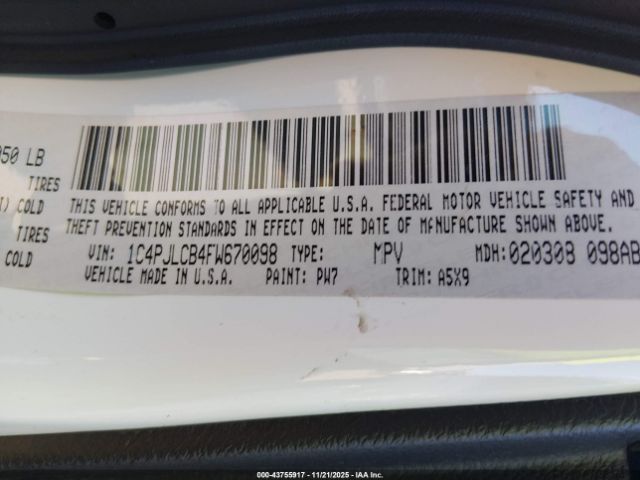 050 LB
TIRES
COLD
THIS VEHICLE CONFORMS TO ALL APPLICABLE U.S.A. FEDERAL MOTOR VEHICLE SAFETY AND
THEFT PREVENTION STANDARDS IN EFFECT ON THE DATE OF MANUFACTURE SHOWN ABOVE.
TIRES
COLD
VIN: 1C4PJLCB4FW670098 TYPE: MPV MDH:020308 098AB
VEHICLE MADE IN U.S.A. PAINT: PW7 TRIM: A5X9
000-43755917 - 11/21/2025 - IAA Inc.